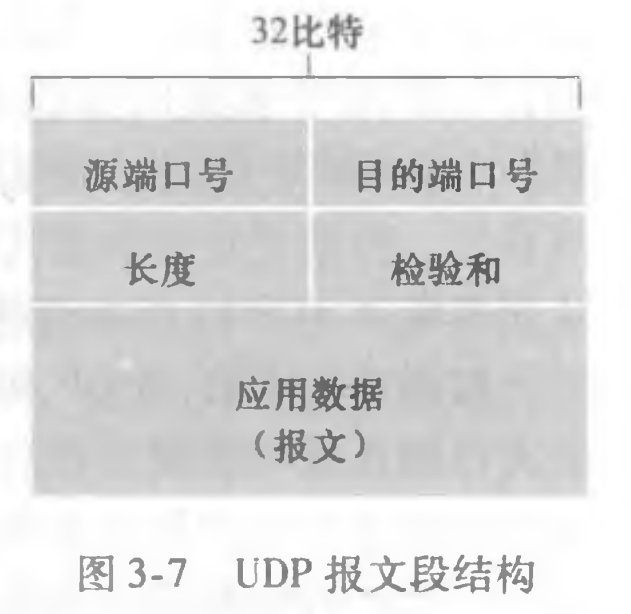 32比特
源端口号 目的端口号
长度 检验和
应用数据
（报文）
图 3-7 UDP 报文段结构